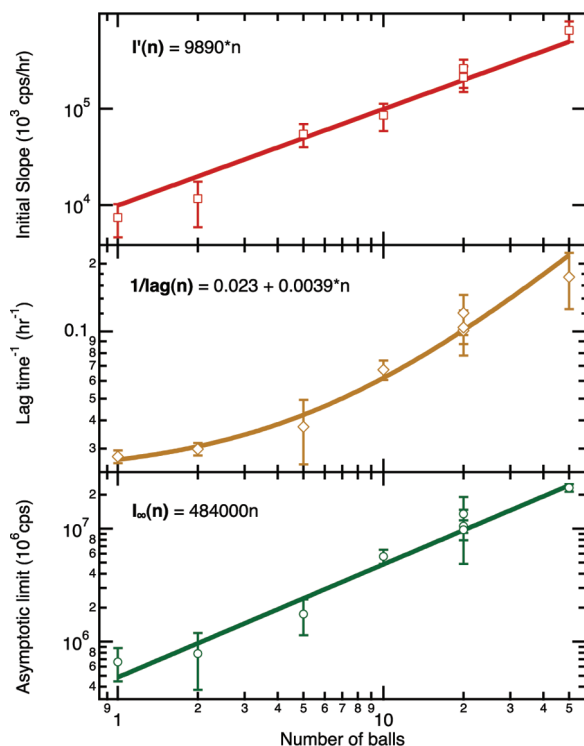 I'(n) = 9890*n
10⁵
10⁴
Initial Slope (10³ cps/hr)
1/lag(n) = 0.023 + 0.0039*n
2
0.1
9
8
7
6
5
4
3
Lag time⁻¹ (hr⁻¹)
I∞(n) = 484000n
2
10⁷
8
6
4
2
10⁶
8
6
4
Asymptotic limit (10⁶cps)
9 1 2 3 4 5 6 7 8 9 10 2 3 4 5
Number of balls